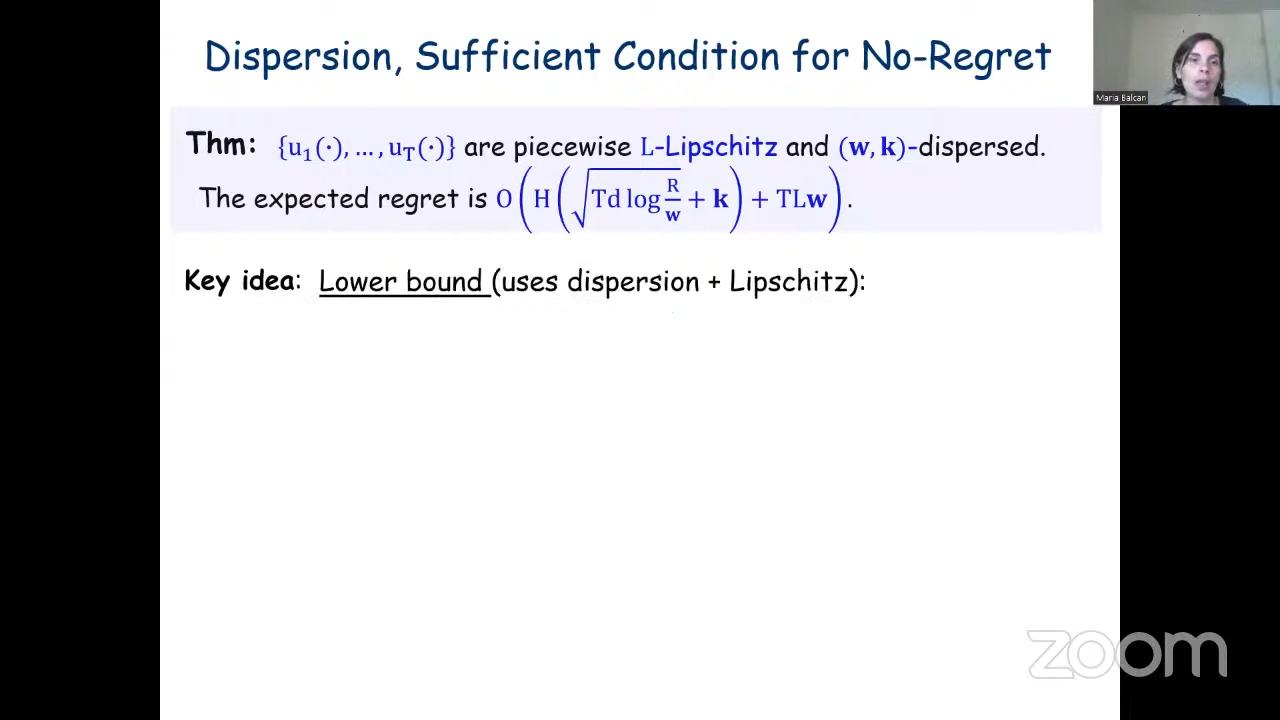 Dispersion, Sufficient Condition for No-Regret
Maria Balcan
Thm: {u₁(·), …, u_T(·)} are piecewise L-Lipschitz and (w, k)-dispersed.
The expected regret is O(H(√(Td log R/w) + k) + TLw).
Key idea: Lower bound (uses dispersion + Lipschitz):
zoom